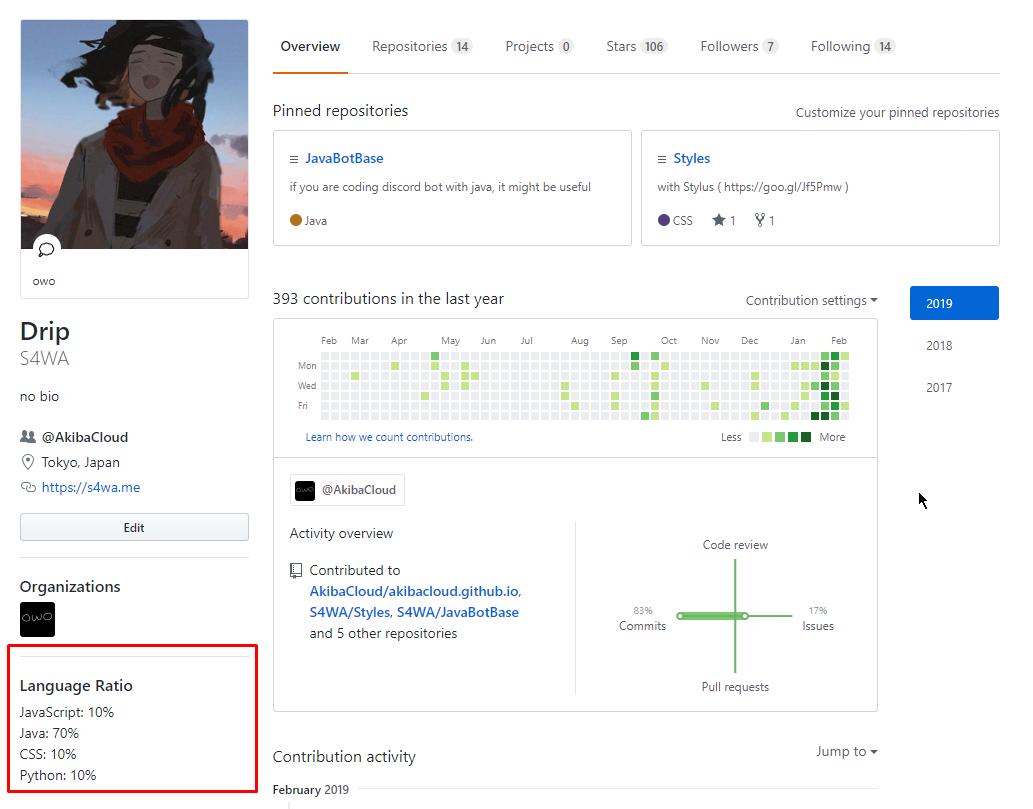 Overview Repositories 14 Projects 0 Stars 106 Followers 7 Following 14
owo
Drip
S4WA
no bio
@AkibaCloud
Tokyo, Japan
https://s4wa.me
Edit
Organizations
owo
Language Ratio
JavaScript: 10%
Java: 70%
CSS: 10%
Python: 10%
Pinned repositories
Customize your pinned repositories
JavaBotBase
if you are coding discord bot with java, it might be useful
Java
Styles
with Stylus ( https://goo.gl/Jf5Pmw )
CSS 1 1
393 contributions in the last year
Contribution settings
2019
2018
2017
Feb Mar Apr May Jun Jul Aug Sep Oct Nov Dec Jan Feb
Mon
Wed
Fri
Learn how we count contributions.
Less More
owo @AkibaCloud
Activity overview
Contributed to
AkibaCloud/akibacloud.github.io,
S4WA/Styles, S4WA/JavaBotBase
and 5 other repositories
Code review
83%
Commits
17%
Issues
Pull requests
Contribution activity
Jump to
February 2019